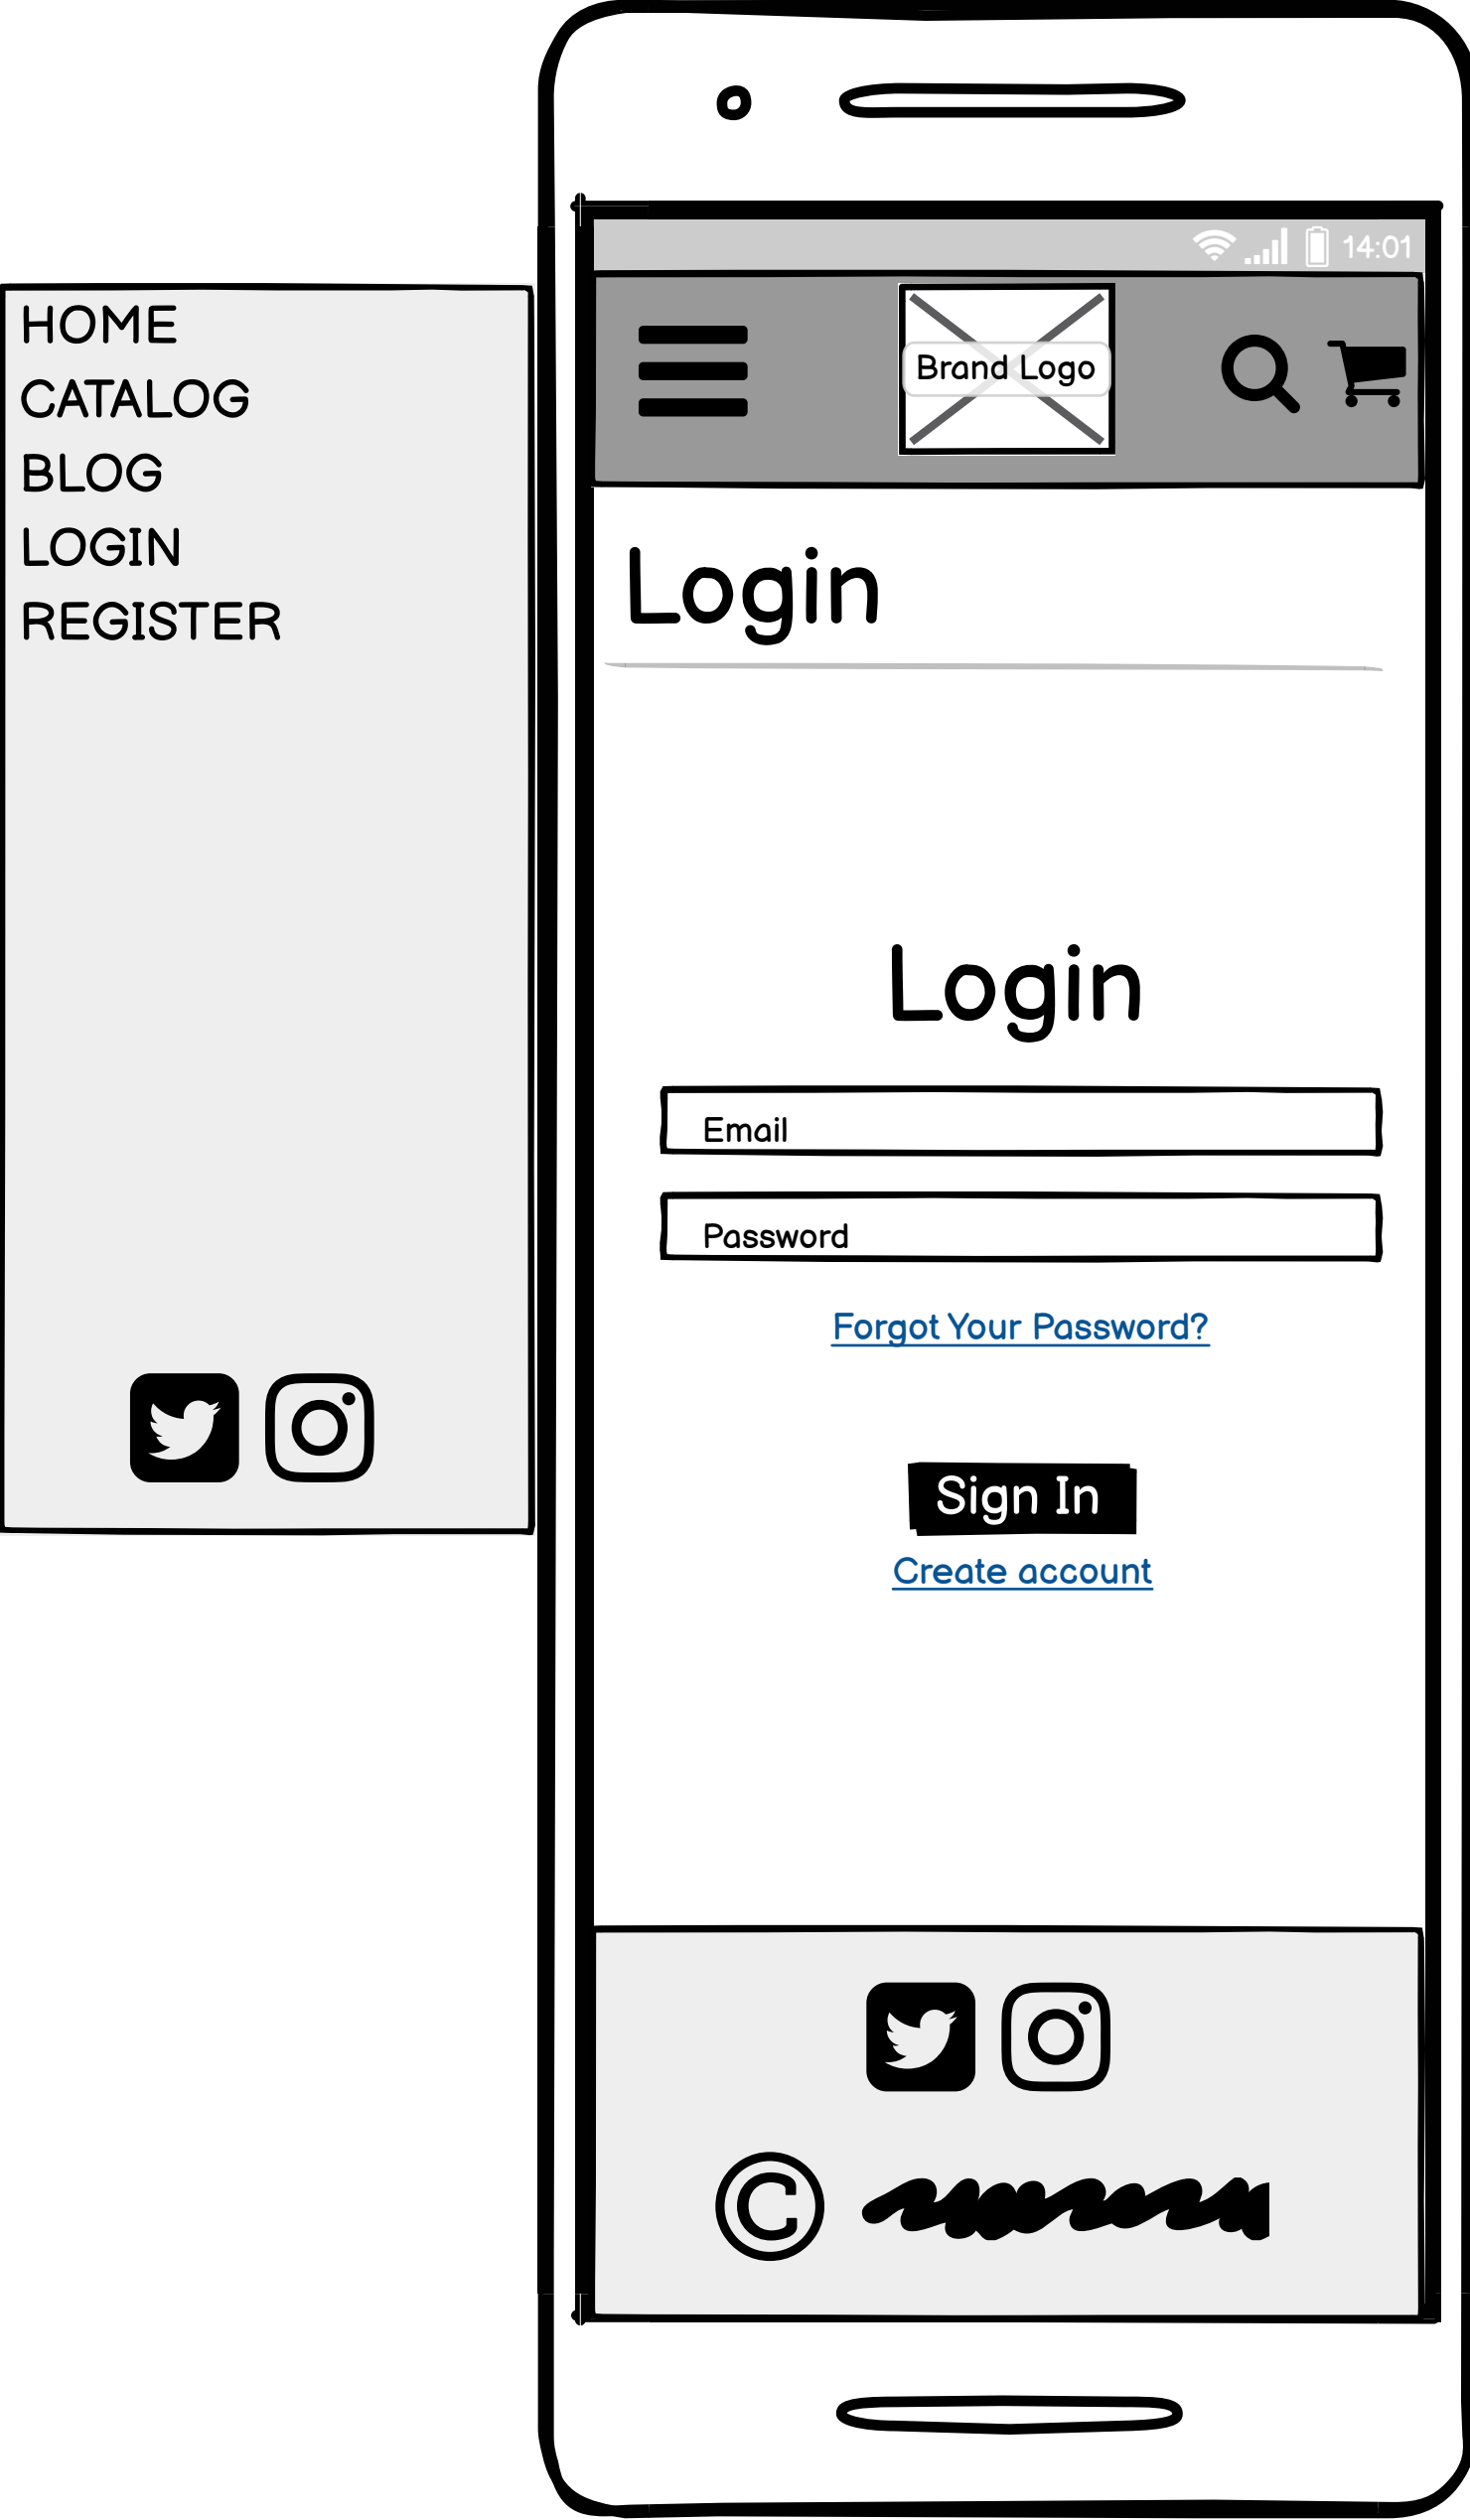 HOME
CATALOG
BLOG
LOGIN
REGISTER
14:01
Brand Logo
Login
Login
Email
Password
Forgot Your Password?
Sign In
Create account
©